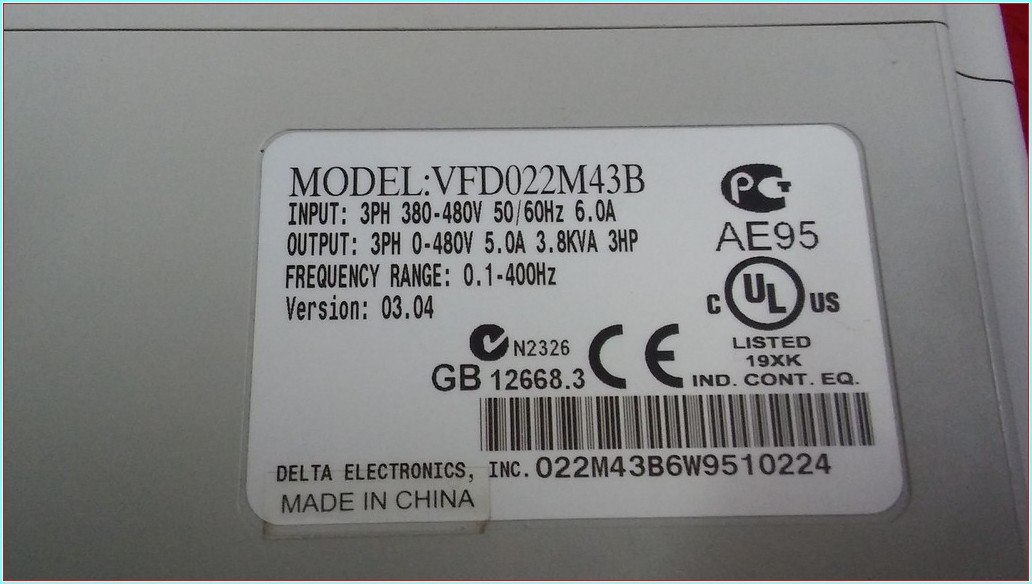 MODEL:VFD022M43B
INPUT: 3PH 380-480V 50/60Hz 6.0A
OUTPUT: 3PH 0-480V 5.0A 3.8KVA 3HP
FREQUENCY RANGE: 0.1-400Hz
Version: 03.04
PCT
AE95
C UL US
LISTED
19XK
IND. CONT. EQ.
N2326
GB 12668.3 CE
DELTA ELECTRONICS, INC. 022M43B6W9510224
MADE IN CHINA